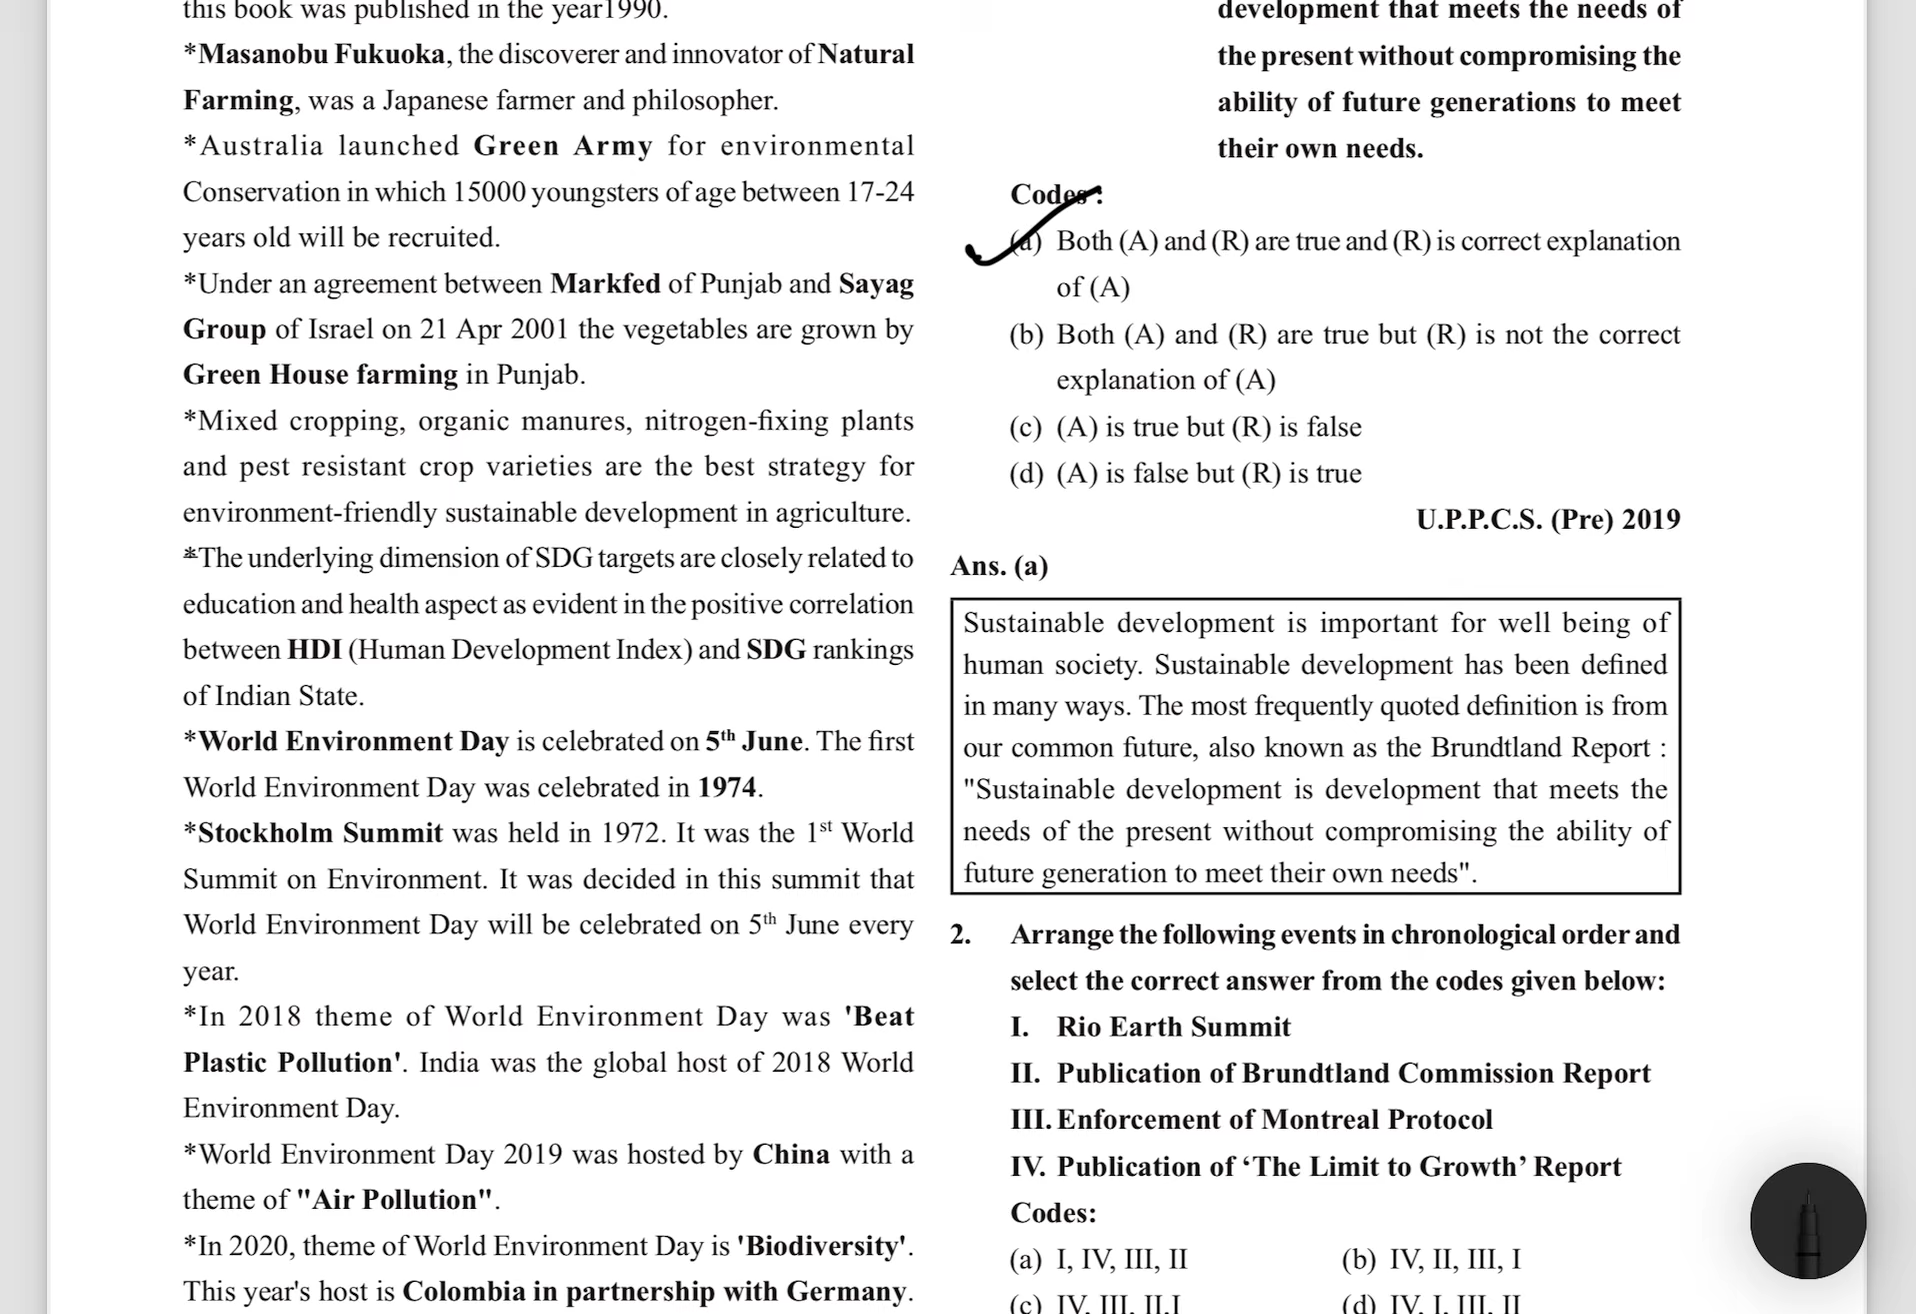 this book was published in the year1990.
*Masanobu Fukuoka, the discoverer and innovator of Natural
Farming, was a Japanese farmer and philosopher.
*Australia launched Green Army for environmental
Conservation in which 15000 youngsters of age between 17-24
years old will be recruited.
*Under an agreement between Markfed of Punjab and Sayag
Group of Israel on 21 Apr 2001 the vegetables are grown by
Green House farming in Punjab.
*Mixed cropping, organic manures, nitrogen-fixing plants
and pest resistant crop varieties are the best strategy for
environment-friendly sustainable development in agriculture.
*The underlying dimension of SDG targets are closely related to
education and health aspect as evident in the positive correlation
between HDI (Human Development Index) and SDG rankings
of Indian State.
*World Environment Day is celebrated on 5th June. The first
World Environment Day was celebrated in 1974.
*Stockholm Summit was held in 1972. It was the 1st World
Summit on Environment. It was decided in this summit that
World Environment Day will be celebrated on 5th June every
year.
*In 2018 theme of World Environment Day was 'Beat
Plastic Pollution'. India was the global host of 2018 World
Environment Day.
*World Environment Day 2019 was hosted by China with a
theme of "Air Pollution".
*In 2020, theme of World Environment Day is 'Biodiversity'.
This year's host is Colombia in partnership with Germany.
development that meets the needs of
the present without compromising the
ability of future generations to meet
their own needs.
Codes :
(a) Both (A) and (R) are true and (R) is correct explanation
of (A)
(b) Both (A) and (R) are true but (R) is not the correct
explanation of (A)
(c) (A) is true but (R) is false
(d) (A) is false but (R) is true
U.P.P.C.S. (Pre) 2019
Ans. (a)
Sustainable development is important for well being of
human society. Sustainable development has been defined
in many ways. The most frequently quoted definition is from
our common future, also known as the Brundtland Report :
"Sustainable development is development that meets the
needs of the present without compromising the ability of
future generation to meet their own needs".
2. Arrange the following events in chronological order and
select the correct answer from the codes given below:
I. Rio Earth Summit
II. Publication of Brundtland Commission Report
III. Enforcement of Montreal Protocol
IV. Publication of ‘The Limit to Growth’ Report
Codes:
(a) I, IV, III, II (b) IV, II, III, I
(c) IV, III, II,I (d) IV, I, III, II